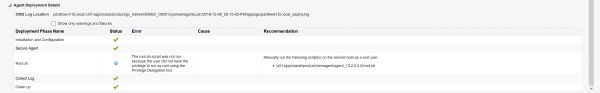 Agent Deployment Details
OMS Log Location
Show only warnings and failures
Deployment Phase Name Status Error Cause Recommendation
Installation and Configuration
Secure Agent
Root.sh
The root.sh script was not run because the user did not have the privilege to run as root using the Privilege Delegation tool.
Manually run the following script(s) on the remote host as a root user
Collect Log
Clean up